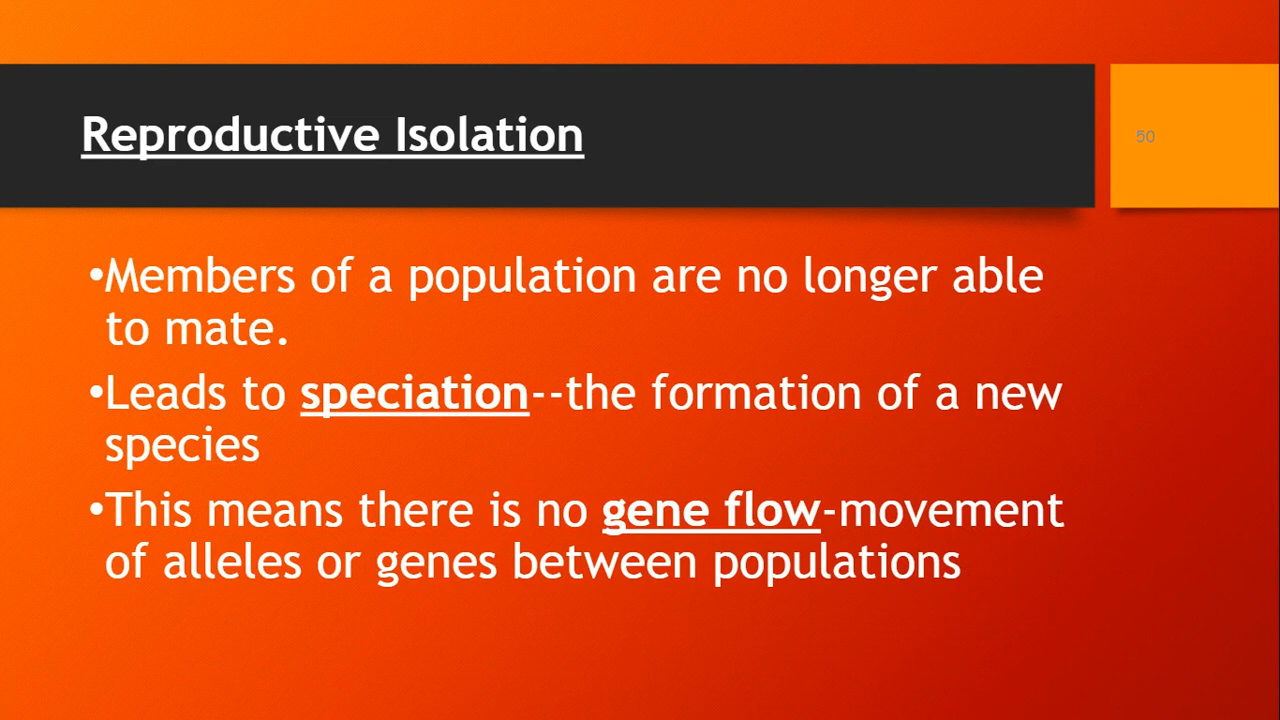 Reproductive Isolation
50
•Members of a population are no longer able
to mate.
•Leads to speciation--the formation of a new
species
•This means there is no gene flow-movement
of alleles or genes between populations